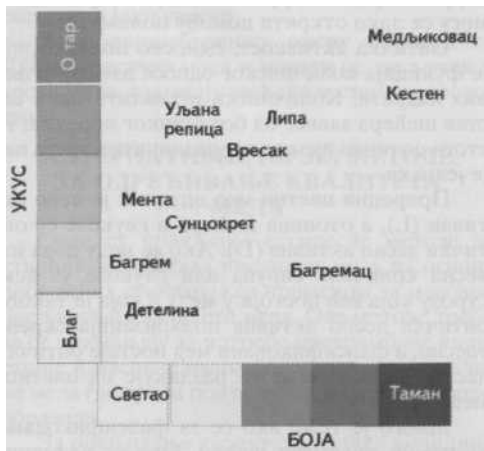 О тар
Медљиковац
Кестен
Уљана
репица
Липа
Вресак
УКУС
Мента
Сунцокрет
Багрем
Багремац
Благ
Детелина
Светао
Таман
БОЈА